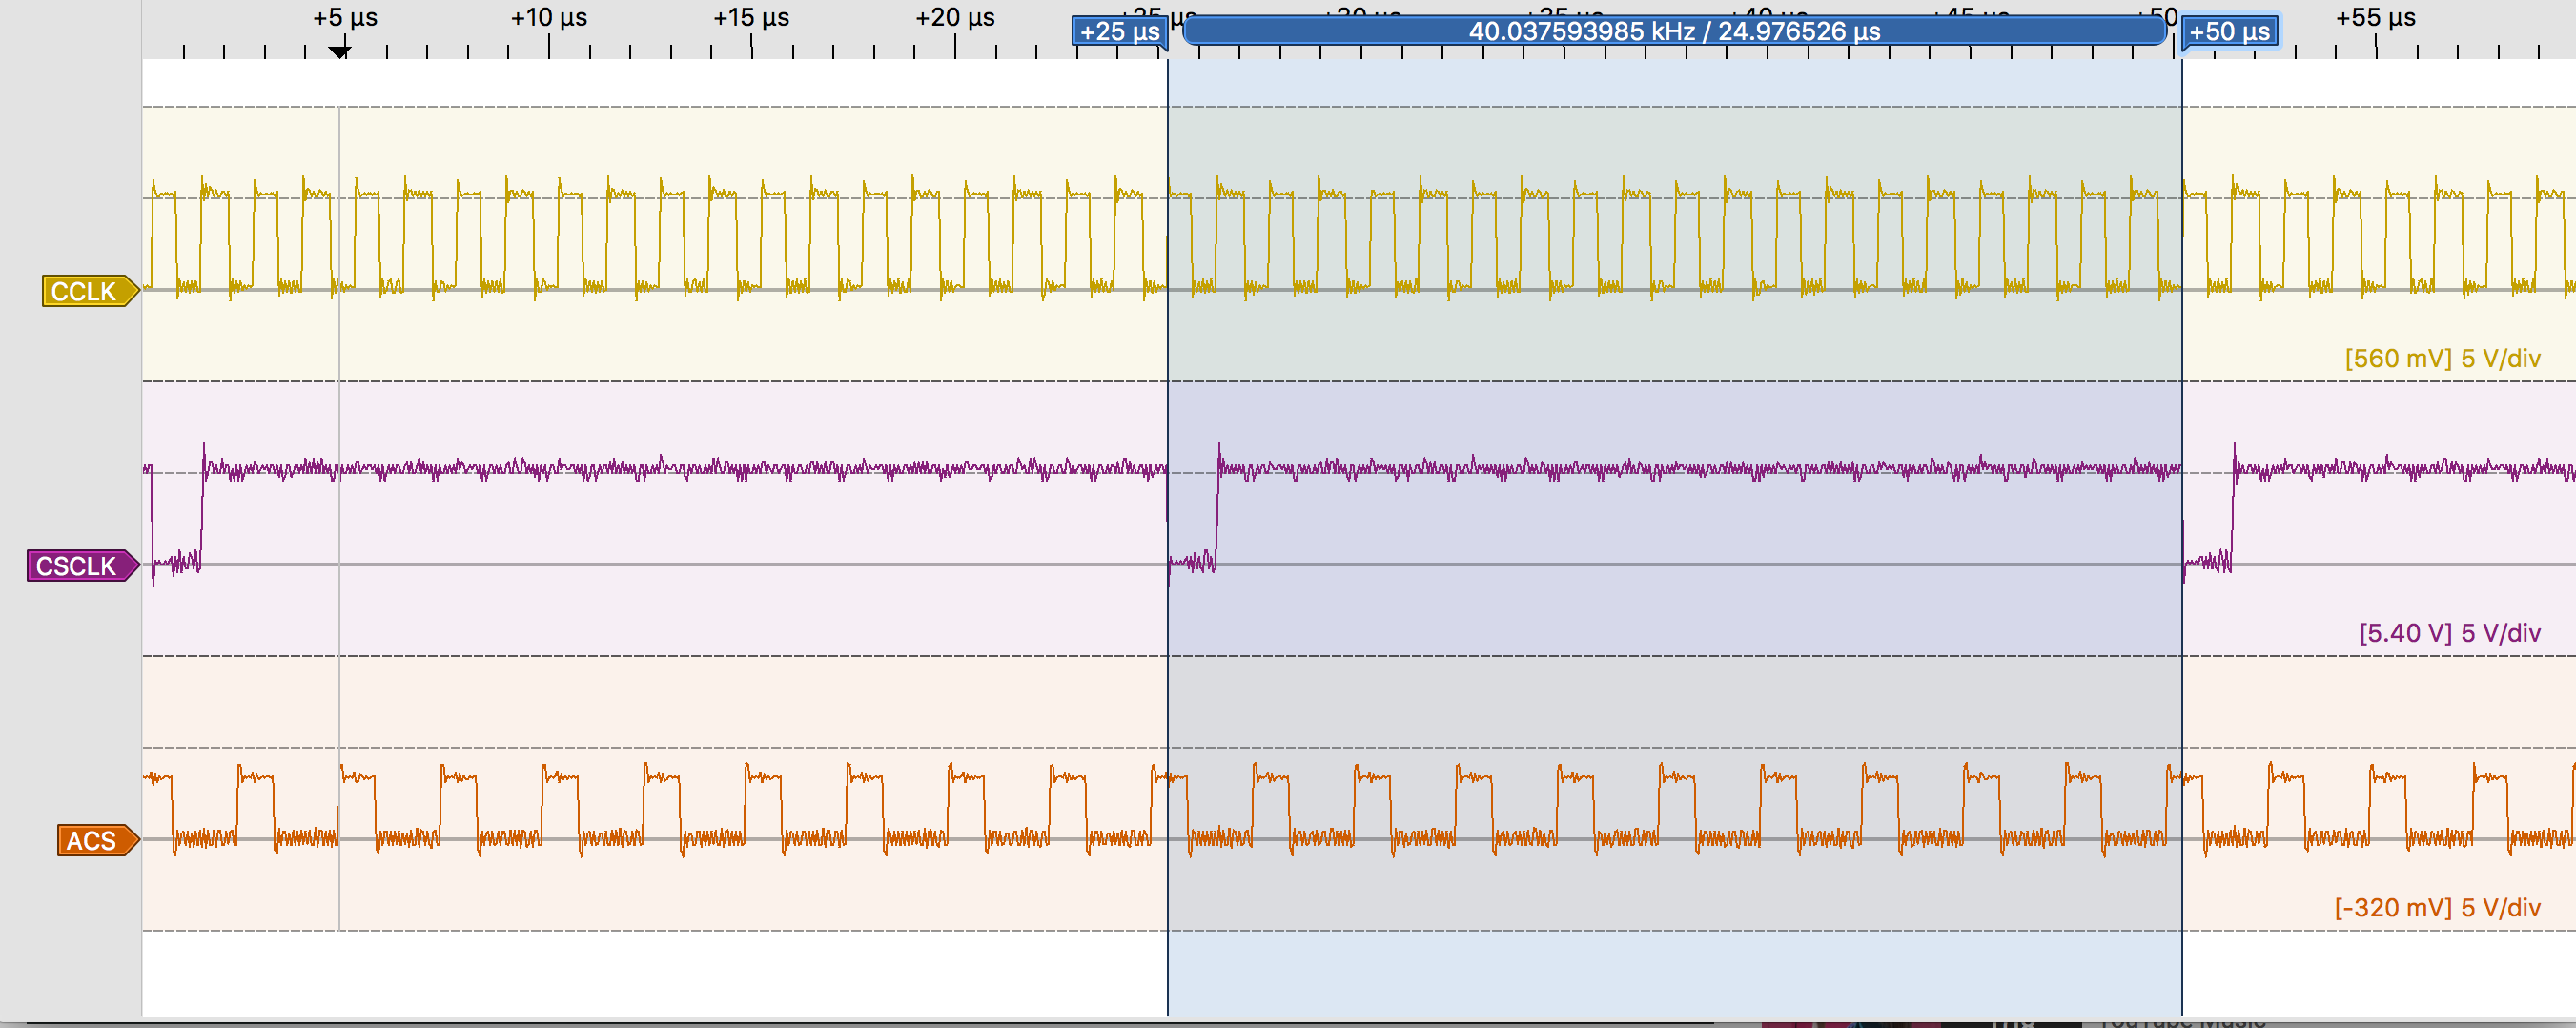 +5 µs +10 µs +15 µs +20 µs +55 µs
+25 µs 40.037593985 kHz / 24.976526 µs +50 µs
CCLK
[560 mV] 5 V/div
CSCLK
[5.40 V] 5 V/div
ACS
[-320 mV] 5 V/div